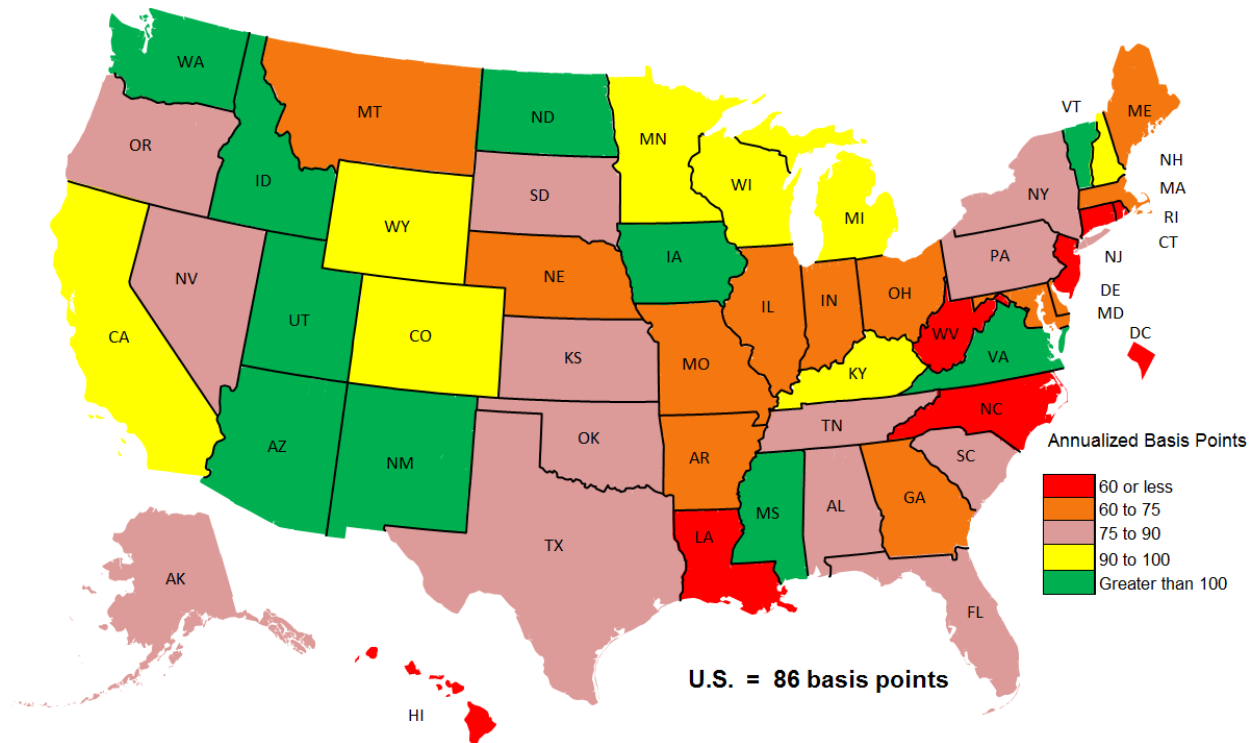 WA
MT
ND
VT
ME
OR
MN
ID
NH
SD
WI
MA
NY
MI
RI
WY
CT
PA
NJ
IA
NV
NE
OH
DE
IL
IN
MD
UT
DC
CA
CO
WV
VA
KS
MO
KY
NC
TN
OK
AZ
SC
NM
AR
Annualized Basis Points
60 or less
GA
AL
MS
60 to 75
LA
75 to 90
TX
90 to 100
AK
Greater than 100
FL
U.S. = 86 basis points
HI